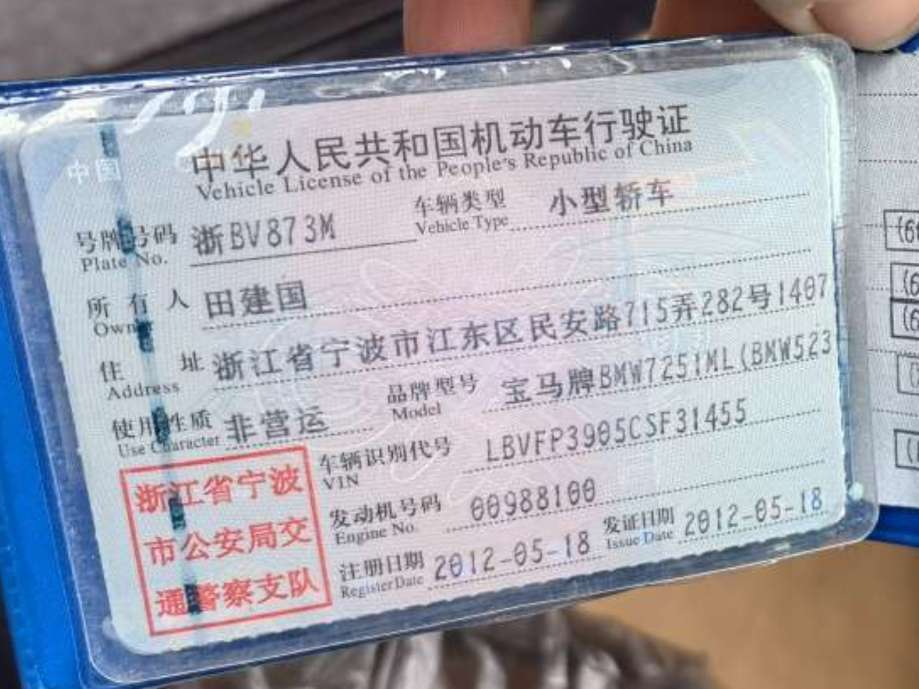 中国
中华人民共和国机动车行驶证
Vehicle License of the People's Republic of China
号牌号码 浙BV873M 车辆类型 小型轿车
Plate No. Vehicle Type
所有人 田建国
Owner
住址 浙江省宁波市江东区民安路715弄282号1407
Address
使用性质 非营运 品牌型号 宝马牌BMW7251ML(BMW523
Use Character Model
车辆识别代号 LBVFP3905CSF31455
VIN
发动机号码 00988100
Engine No.
注册日期 2012-05-18 发证日期 2012-05-18
Register Date Issue Date
浙江省宁波
市公安局交
通警察支队